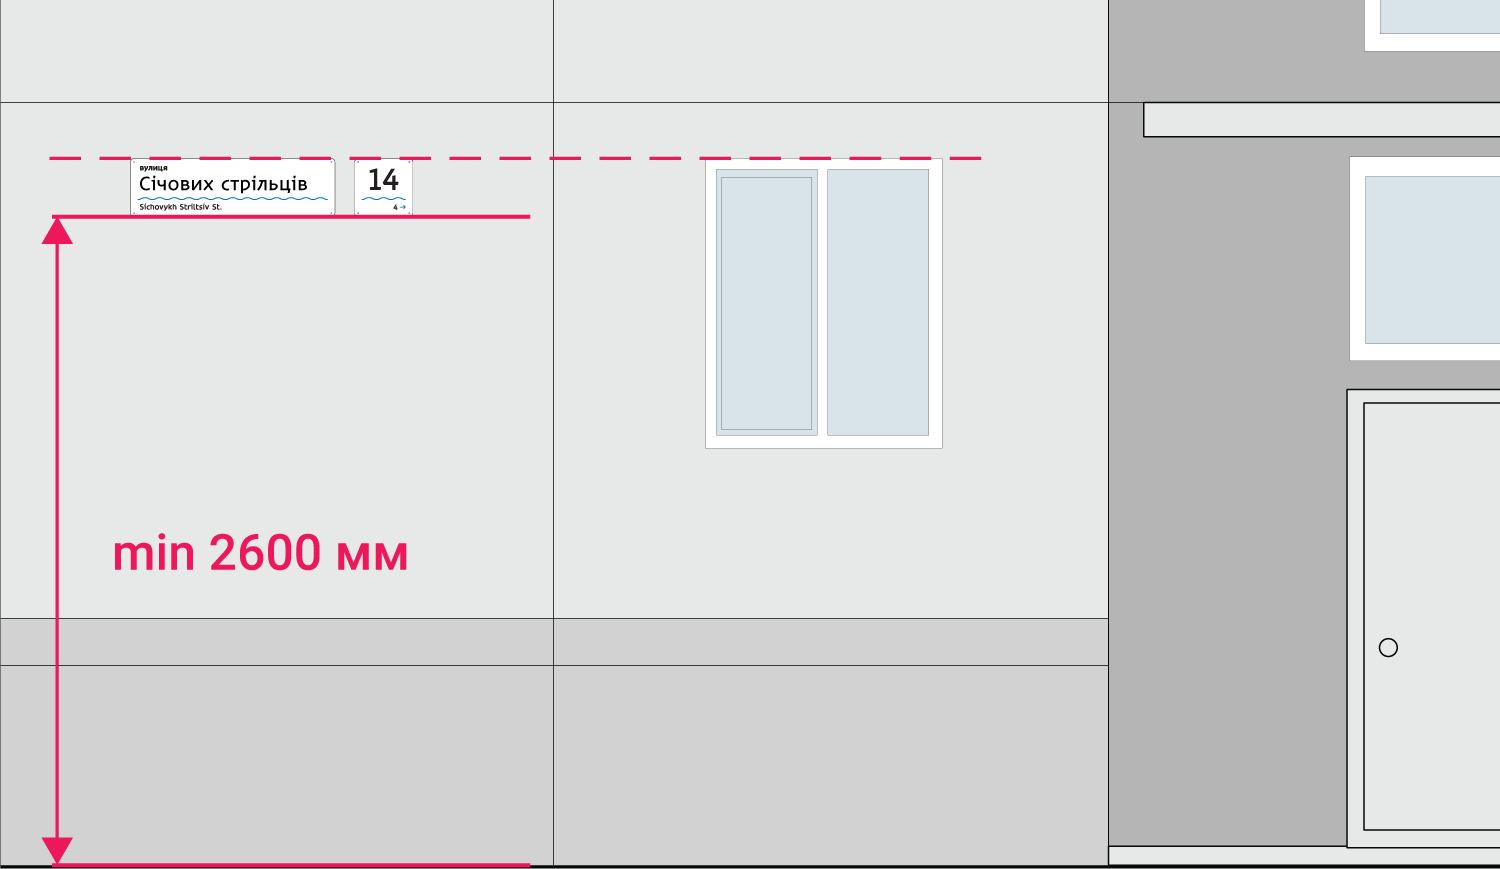 вулиця
Січових стрільців
Sichovykh Striltsiv St.
14
4 →
min 2600 мм